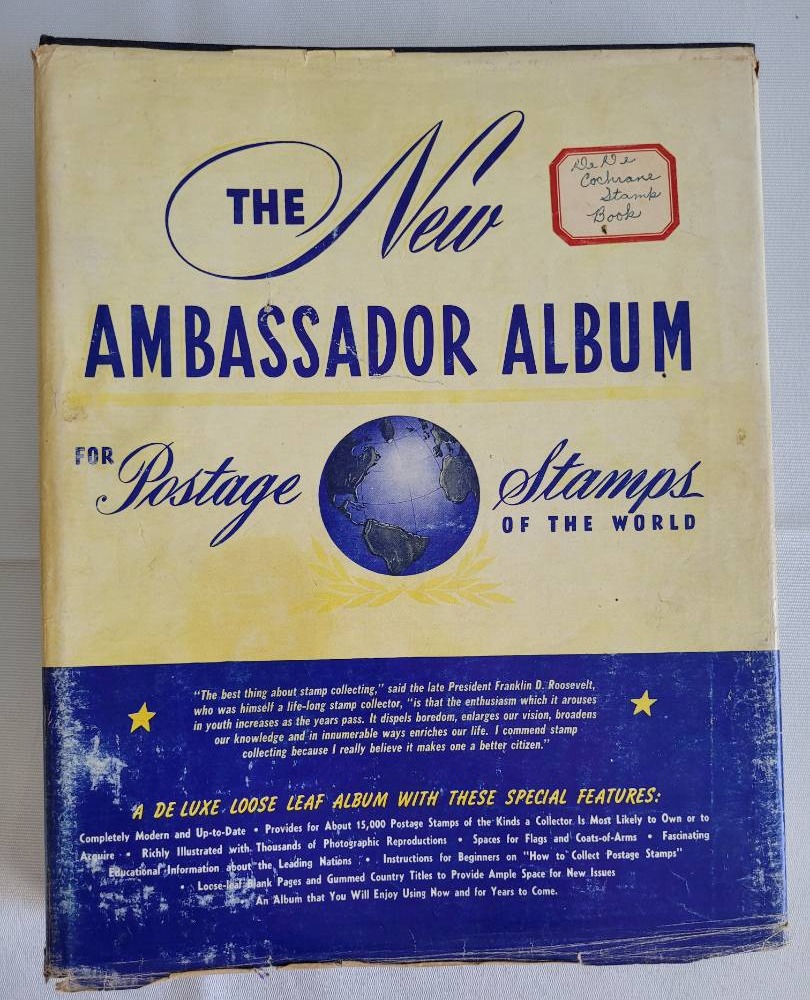 THE New
De De
Cochrane
Stamp
Book
AMBASSADOR ALBUM
FOR Postage Stamps
OF THE WORLD
"The best thing about stamp collecting," said the late President Franklin D. Roosevelt,
who was himself a life-long stamp collector, "is that the enthusiasm which it arouses
in youth increases as the years pass. It dispels boredom, enlarges our vision, broadens
our knowledge and in innumerable ways enriches our life. I commend stamp
collecting because I really believe it makes one a better citizen."
A DE LUXE LOOSE LEAF ALBUM WITH THESE SPECIAL FEATURES:
Completely Modern and Up-to-Date • Provides for About 15,000 Postage Stamps of the Kinds a Collector Is Most Likely to Own or to
Acquire • Richly Illustrated with Thousands of Photographic Reproductions • Spaces for Flags and Coats-of-Arms • Fascinating
Educational Information about the Leading Nations • Instructions for Beginners on "How to Collect Postage Stamps"
• Loose-leaf Blank Pages and Gummed Country Titles to Provide Ample Space for New Issues
An Album that You Will Enjoy Using Now and for Years to Come.